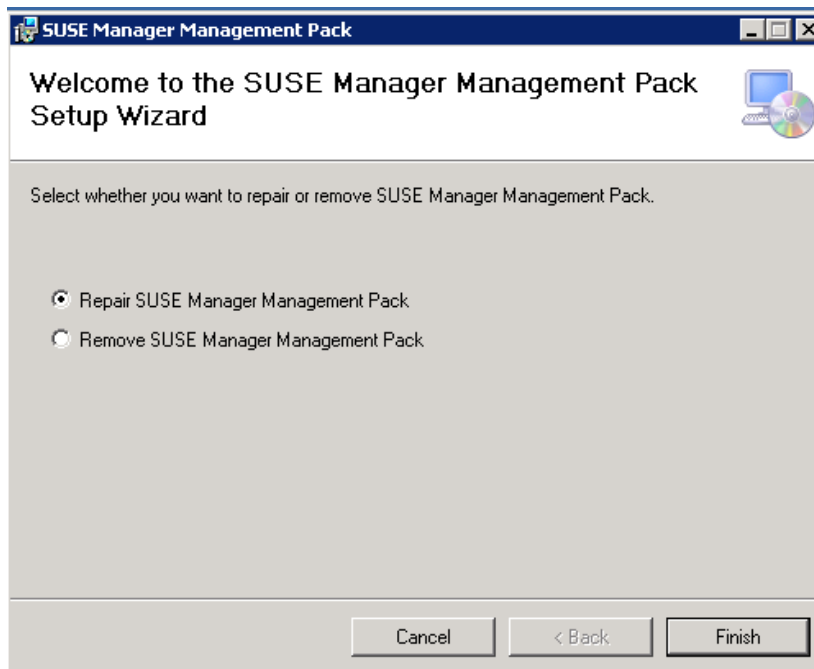 SUSE Manager Management Pack
Welcome to the SUSE Manager Management Pack
Setup Wizard
Select whether you want to repair or remove SUSE Manager Management Pack.
Repair SUSE Manager Management Pack
Remove SUSE Manager Management Pack
Cancel
< Back
Finish